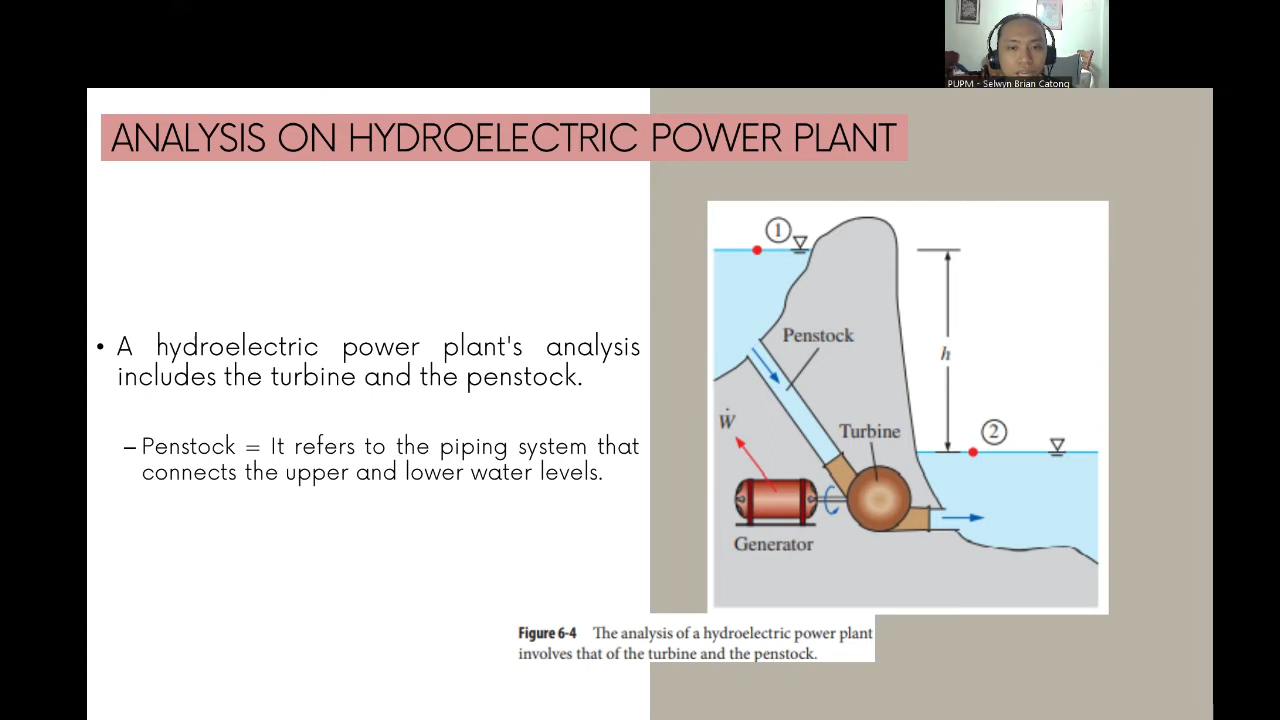 PUPM - Selwyn Brian Catong
ANALYSIS ON HYDROELECTRIC POWER PLANT
• A hydroelectric power plant's analysis
includes the turbine and the penstock.
– Penstock = It refers to the piping system that
connects the upper and lower water levels.
1
Penstock
h
Ẇ
Turbine
2
Generator
Figure 6-4 The analysis of a hydroelectric power plant
involves that of the turbine and the penstock.